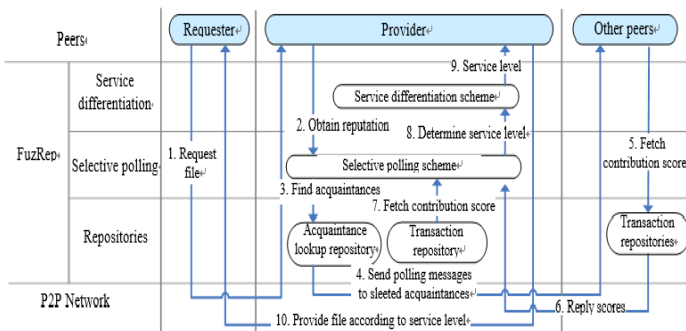 Peers
Requester
Provider
Other peers
FuzRep
Service
differentiation
9. Service level
Service differentiation scheme
2. Obtain reputation
8. Determine service level
Selective polling
1. Request
file
Selective polling scheme
5. Fetch
contribution score
3. Find acquaintances
7. Fetch contribution score
Repositories
Acquaintance
lookup repository
Transaction
repository
Transaction
repositories
4. Send polling messages
to sleeted acquaintances
6. Reply scores
P2P Network
10. Provide file according to service level